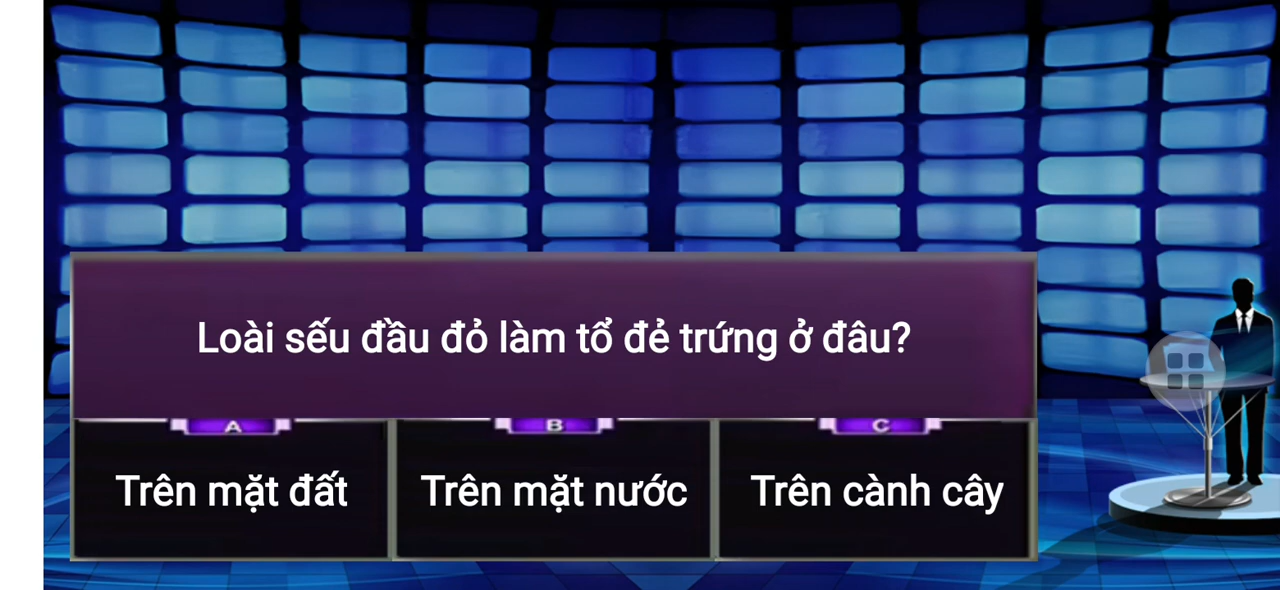 Loài sếu đầu đỏ làm tổ đẻ trứng ở đâu?
A
B
C
Trên mặt đất
Trên mặt nước
Trên cành cây